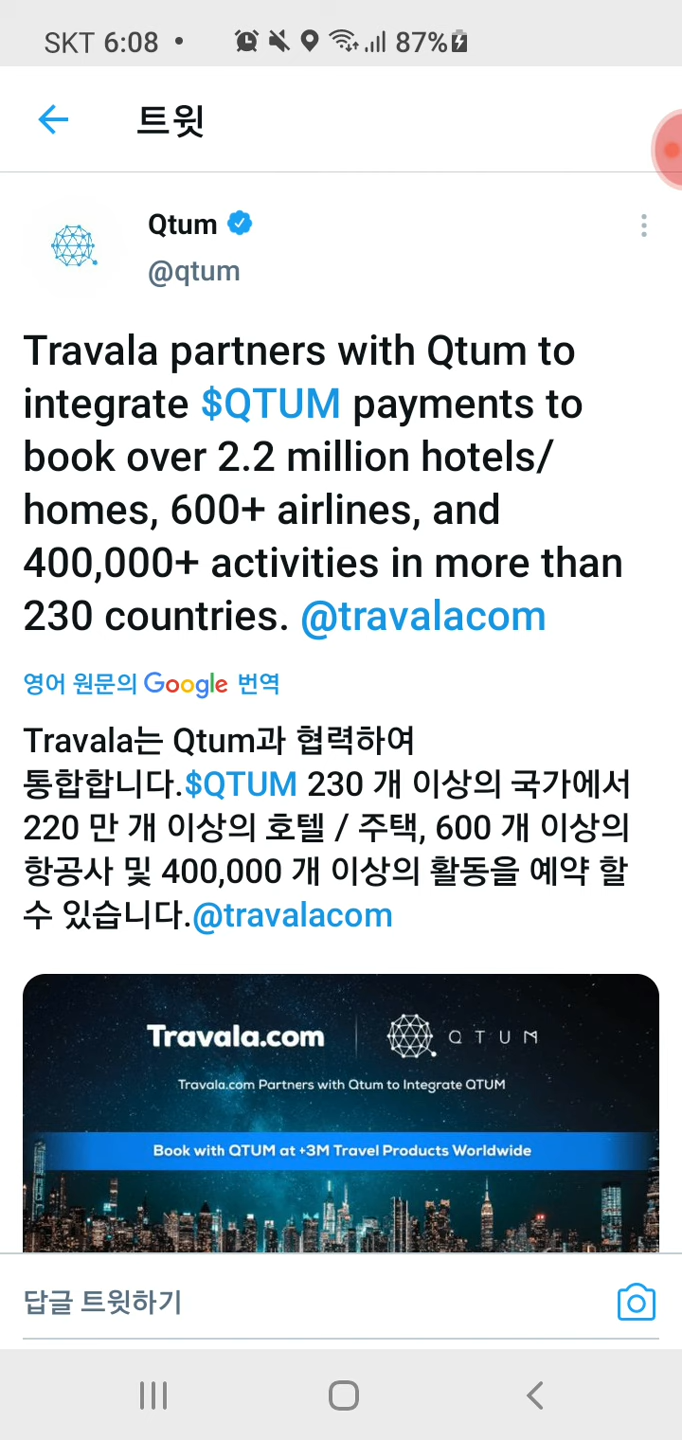 SKT 6:08 • 87%
트윗
Qtum
@qtum
Travala partners with Qtum to
integrate $QTUM payments to
book over 2.2 million hotels/
homes, 600+ airlines, and
400,000+ activities in more than
230 countries. @travalacom
영어 원문의 Google 번역
Travala는 Qtum과 협력하여
통합합니다.$QTUM 230 개 이상의 국가에서
220 만 개 이상의 호텔 / 주택, 600 개 이상의
항공사 및 400,000 개 이상의 활동을 예약 할
수 있습니다.@travalacom
Travala.com | QTUM
Travala.com Partners with Qtum to Integrate QTUM
Book with QTUM at +3M Travel Products Worldwide
답글 트윗하기